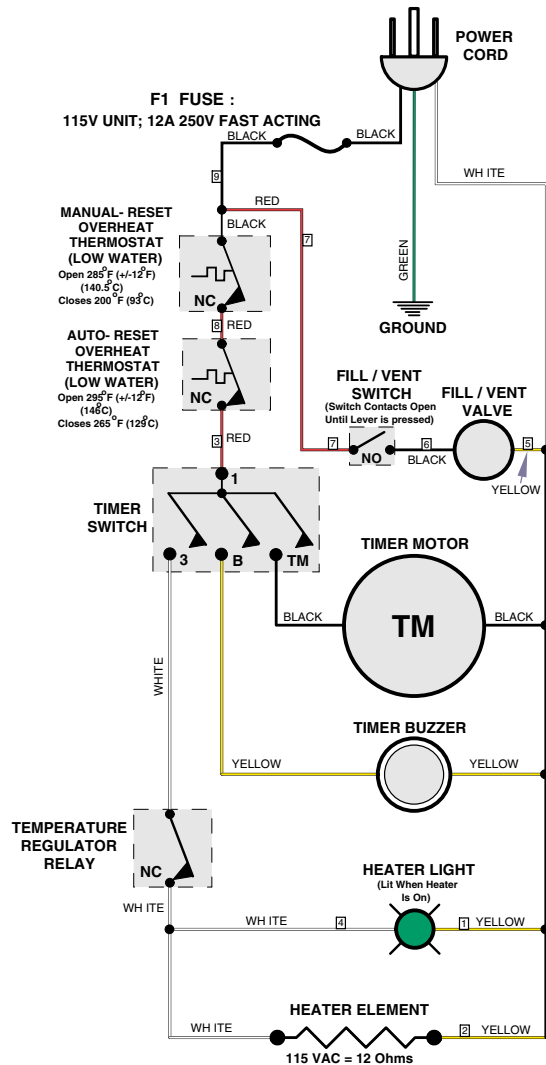 POWER
CORD
F1 FUSE :
115V UNIT; 12A 250V FAST ACTING
BLACK
BLACK
WH ITE
9
RED
7
BLACK
GREEN
MANUAL- RESET
OVERHEAT
THERMOSTAT
(LOW WATER)
Open 285°F (+/-12°F)
(140.5°C)
Closes 200°F (93°C)
NC
GROUND
8
RED
AUTO- RESET
OVERHEAT
THERMOSTAT
(LOW WATER)
Open 295°F (+/-12°F)
(146°C)
Closes 265°F (129°C)
NC
FILL / VENT
SWITCH
(Switch Contacts Open
Until Lever is pressed)
FILL / VENT
VALVE
3
RED
7
NO
6
BLACK
5
YELLOW
TIMER
SWITCH
1
3
B
TM
TIMER MOTOR
BLACK
TM
BLACK
WHITE
TIMER BUZZER
YELLOW
YELLOW
TEMPERATURE
REGULATOR
RELAY
NC
HEATER LIGHT
(Lit When Heater
Is On)
WH ITE
WH ITE
4
1
YELLOW
HEATER ELEMENT
WH ITE
2
YELLOW
115 VAC = 12 Ohms